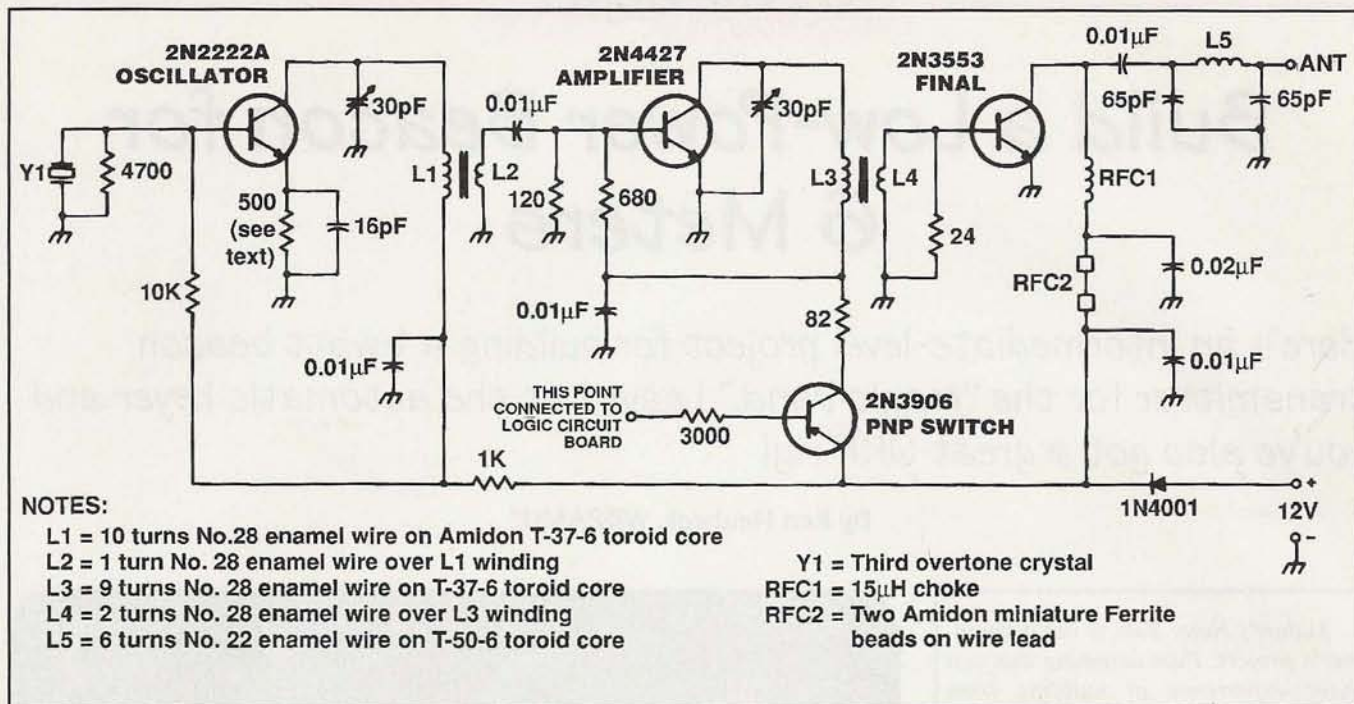 2N2222A
OSCILLATOR
2N4427
AMPLIFIER
2N3553
FINAL
0.01µF
L5
ANT
65pF
65pF
30pF
0.01µF
30pF
Y1
4700
L1
L2
120
680
L3
L4
RFC1
500
(see
text)
16pF
24
10K
0.01µF
82
RFC2
0.02µF
0.01µF
0.01µF
THIS POINT
CONNECTED TO
LOGIC CIRCUIT
BOARD
3000
2N3906
PNP SWITCH
1K
1N4001
+
12V
-
NOTES:
L1 = 10 turns No.28 enamel wire on Amidon T-37-6 toroid core
L2 = 1 turn No. 28 enamel wire over L1 winding
L3 = 9 turns No. 28 enamel wire on T-37-6 toroid core
L4 = 2 turns No. 28 enamel wire over L3 winding
L5 = 6 turns No. 22 enamel wire on T-50-6 toroid core
Y1 = Third overtone crystal
RFC1 = 15µH choke
RFC2 = Two Amidon miniature Ferrite
beads on wire lead